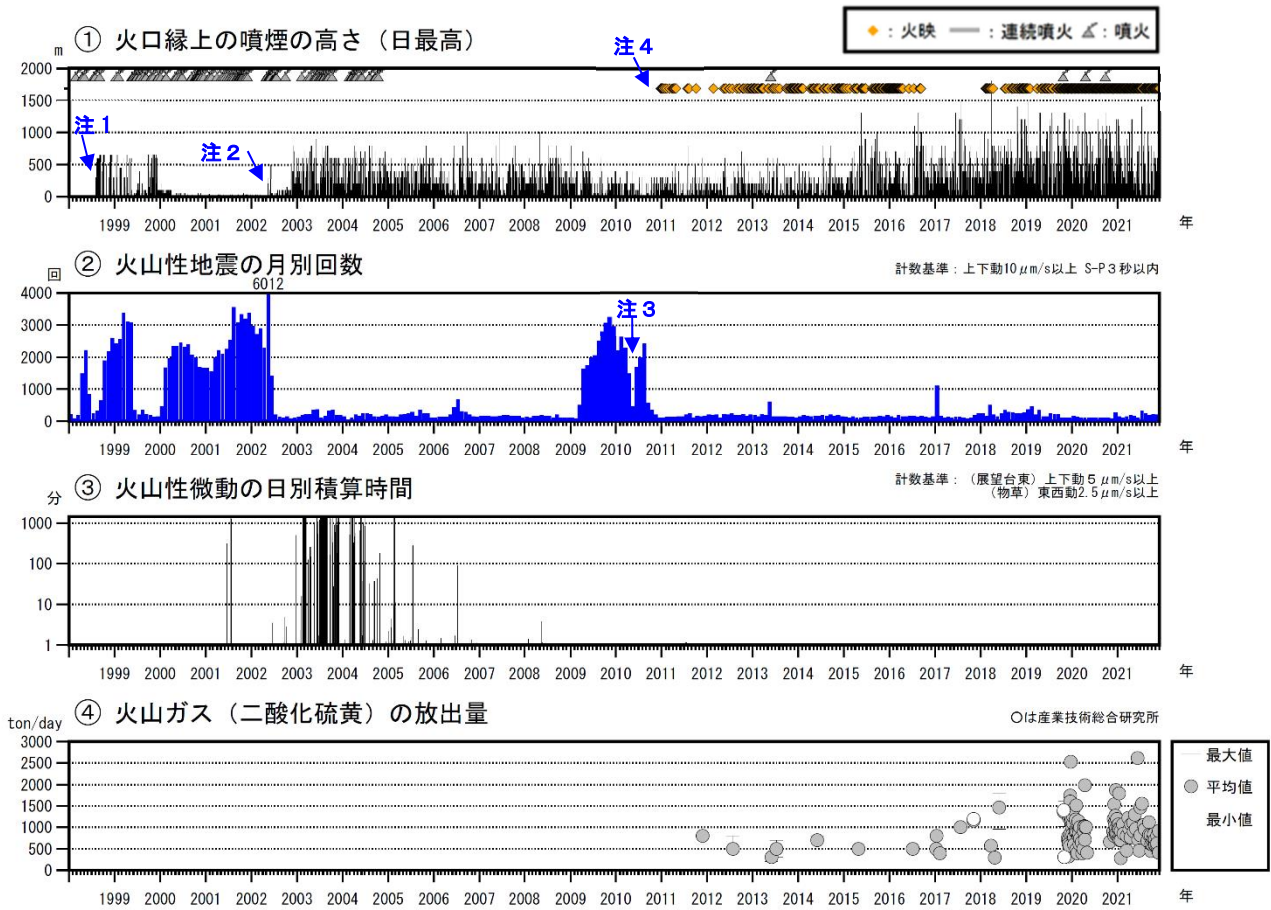 ◆：火映 ──：連続噴火 ：噴火
① 火口縁上の噴煙の高さ（日最高）
注４
m
2000
1500
1000
500
0
注１
注２
1999 2000 2001 2002 2003 2004 2005 2006 2007 2008 2009 2010 2011 2012 2013 2014 2015 2016 2017 2018 2019 2020 2021 年
② 火山性地震の月別回数
計数基準：上下動10μm/s以上 S-P３秒以内
回
6012
注３
4000
3000
2000
1000
0
1999 2000 2001 2002 2003 2004 2005 2006 2007 2008 2009 2010 2011 2012 2013 2014 2015 2016 2017 2018 2019 2020 2021 年
③ 火山性微動の日別積算時間
計数基準：（展望台東）上下動５μm/s以上
（物草）東西動2.5μm/s以上
分
1000
100
10
1
1999 2000 2001 2002 2003 2004 2005 2006 2007 2008 2009 2010 2011 2012 2013 2014 2015 2016 2017 2018 2019 2020 2021 年
④ 火山ガス（二酸化硫黄）の放出量
○は産業技術総合研究所
ton/day
3000
2500
2000
1500
1000
500
0
最大値
平均値
最小値
1999 2000 2001 2002 2003 2004 2005 2006 2007 2008 2009 2010 2011 2012 2013 2014 2015 2016 2017 2018 2019 2020 2021 年